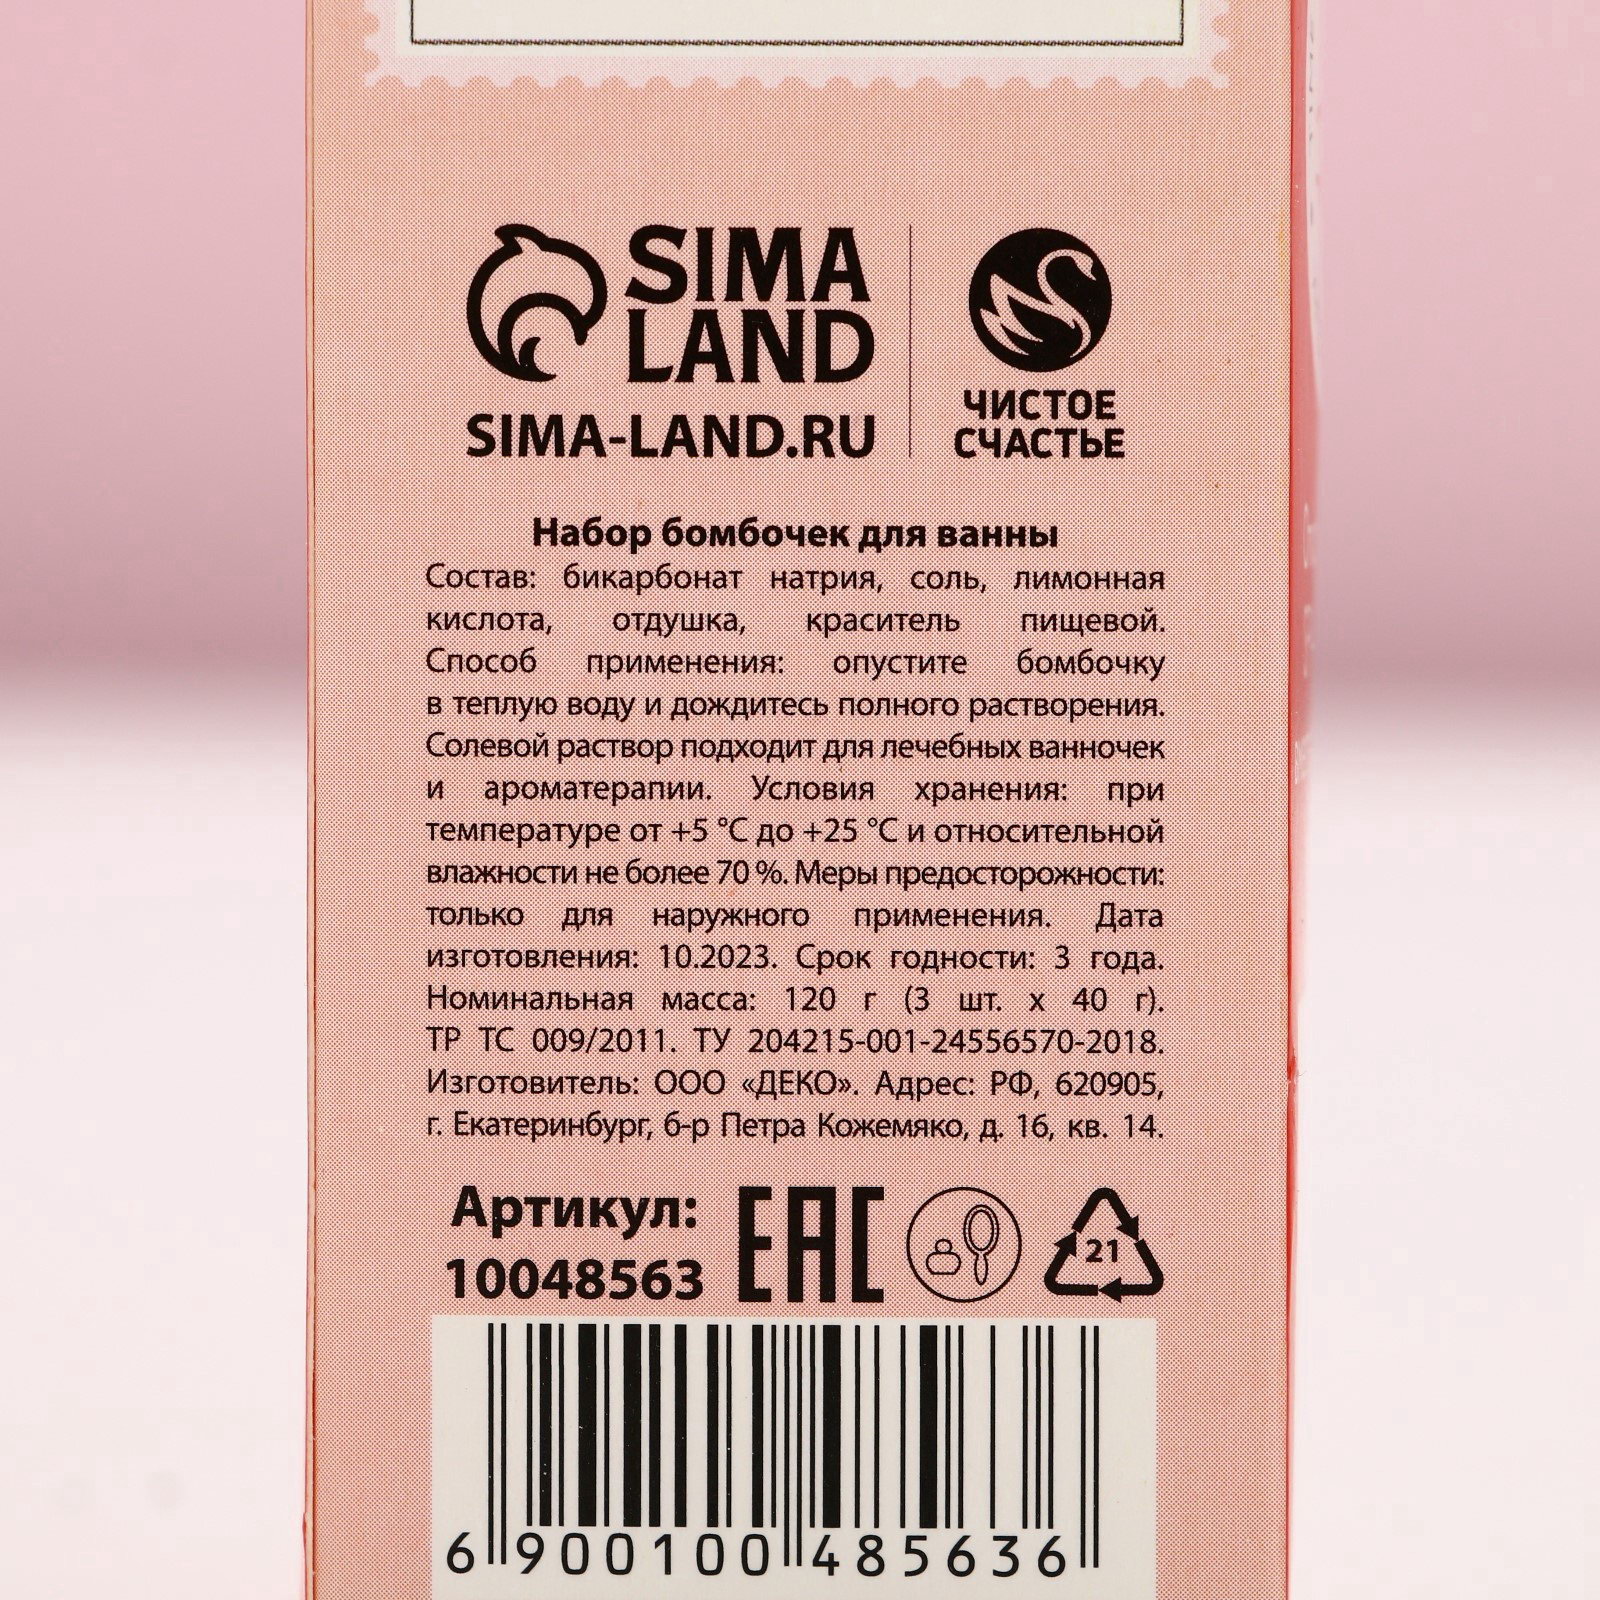 SIMA
LAND
SIMA-LAND.RU
ЧИСТОЕ
СЧАСТЬЕ
Набор бомбочек для ванны
Состав: бикарбонат натрия, соль, лимонная
кислота, отдушка, краситель пищевой.
Способ применения: опустите бомбочку
в теплую воду и дождитесь полного растворения.
Солевой раствор подходит для лечебных ванночек
и ароматерапии. Условия хранения: при
температуре от +5 °C до +25 °C и относительной
влажности не более 70 %. Меры предосторожности:
только для наружного применения. Дата
изготовления: 10.2023. Срок годности: 3 года.
Номинальная масса: 120 г (3 шт. х 40 г).
ТР ТС 009/2011. ТУ 204215-001-24556570-2018.
Изготовитель: ООО «ДЕКО». Адрес: РФ, 620905,
г. Екатеринбург, б-р Петра Кожемяко, д. 16, кв. 14.
Артикул:
10048563
EAC
21
6 900100 485636